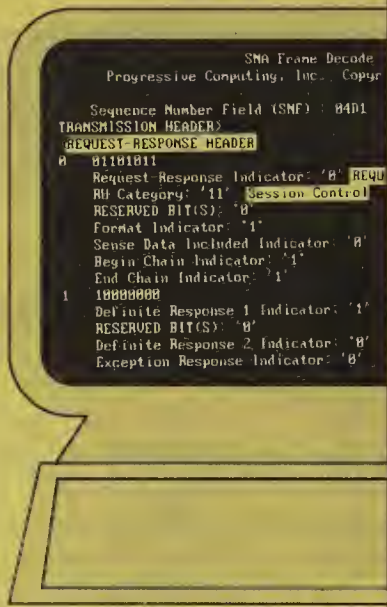 SNA Frame Decode
Progressive Computing, Inc. Copyr
Sequence Number Field (SNF) : 04D1
TRANSMISSION HEADER>
REQUEST-RESPONSE HEADER
0 01101011
Request-Response Indicator: '0' REQU
RH Category: '11' Session Control
RESERVED BIT(S): '0'
Format Indicator: '1'
Sense Data Included Indicator: '0'
Begin Chain Indicator: '1'
End Chain Indicator: '1'
1 10000000
Definite Response 1 Indicator: '1'
RESERVED BIT(S): '0'
Definite Response 2 Indicator: '0'
Exception Response Indicator: '0'